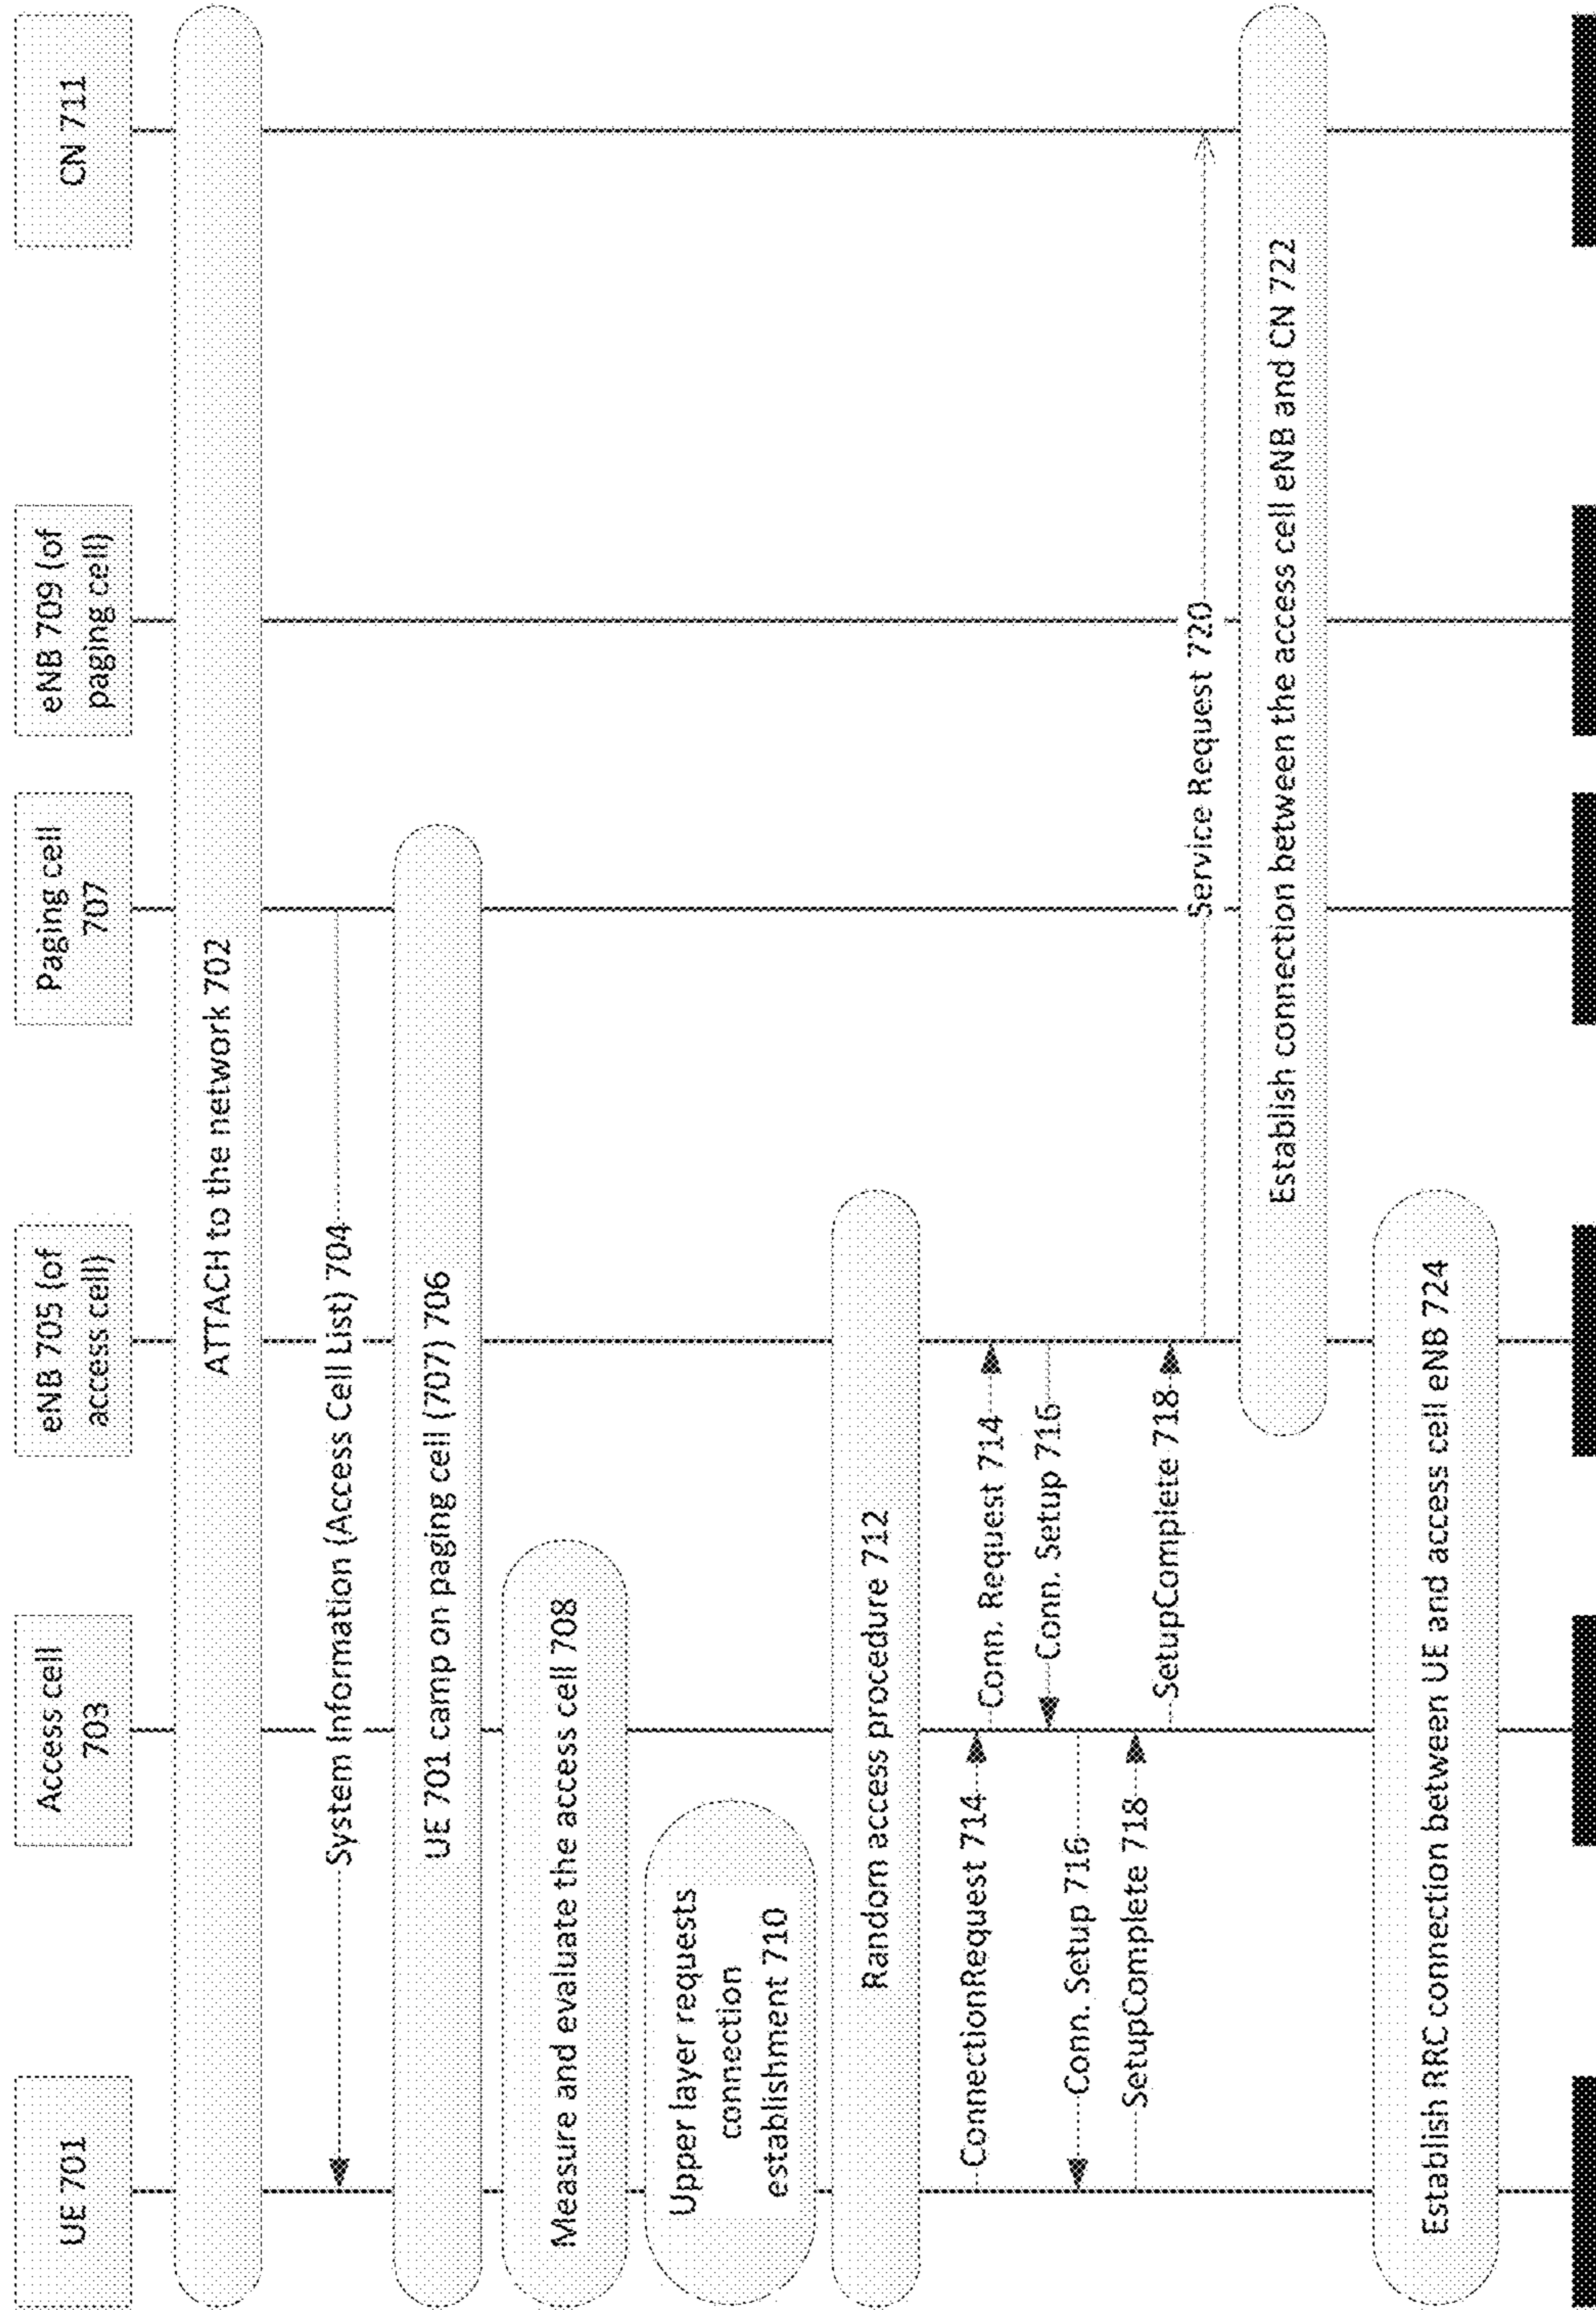 UE 701
Access cell
703
eNB 705 (of
access cell)
Paging cell
707
eNB 709 (of
paging cell)
CN 711
ATTACH to the network 702
System Information (Access Cell List) 704
UE 701 camp on paging cell (707) 706
Measure and evaluate the access cell 708
Upper layer requests
connection
establishment 710
Random access procedure 712
ConnectionRequest 714
Conn. Request 714
Conn. Setup 716
Conn. Setup 716
SetupComplete 718
SetupComplete 718
Service Request 720
Establish connection between the access cell eNB and CN 722
Establish RRC connection between UE and access cell eNB 724